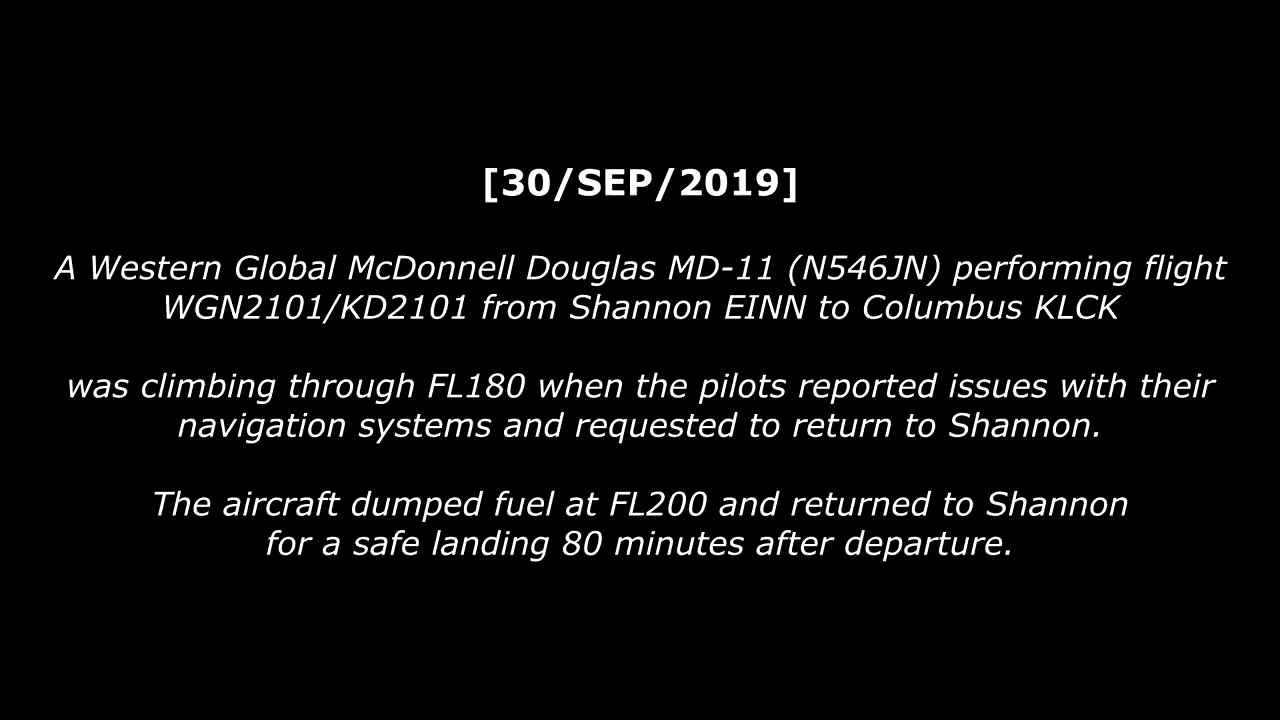 [30/SEP/2019]
A Western Global McDonnell Douglas MD-11 (N546JN) performing flight
WGN2101/KD2101 from Shannon EINN to Columbus KLCK
was climbing through FL180 when the pilots reported issues with their
navigation systems and requested to return to Shannon.
The aircraft dumped fuel at FL200 and returned to Shannon
for a safe landing 80 minutes after departure.